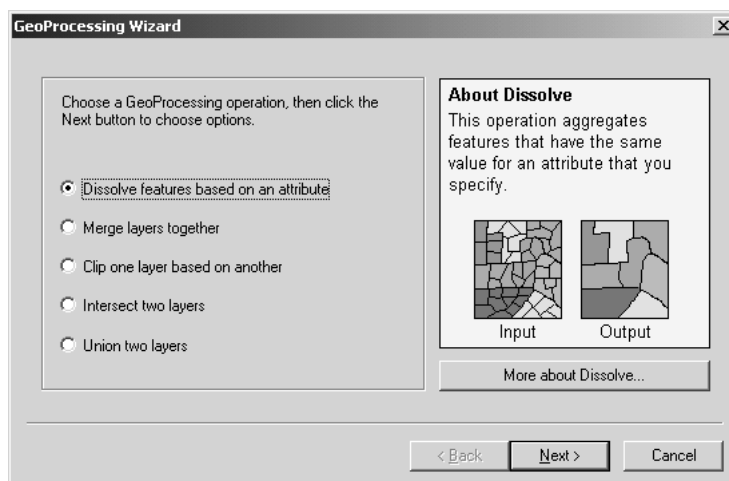 GeoProcessing Wizard
Choose a GeoProcessing operation, then click the
Next button to choose options.
Dissolve features based on an attribute
Merge layers together
Clip one layer based on another
Intersect two layers
Union two layers
About Dissolve
This operation aggregates
features that have the same
value for an attribute that you
specify.
Input
Output
More about Dissolve...
< Back
Next >
Cancel